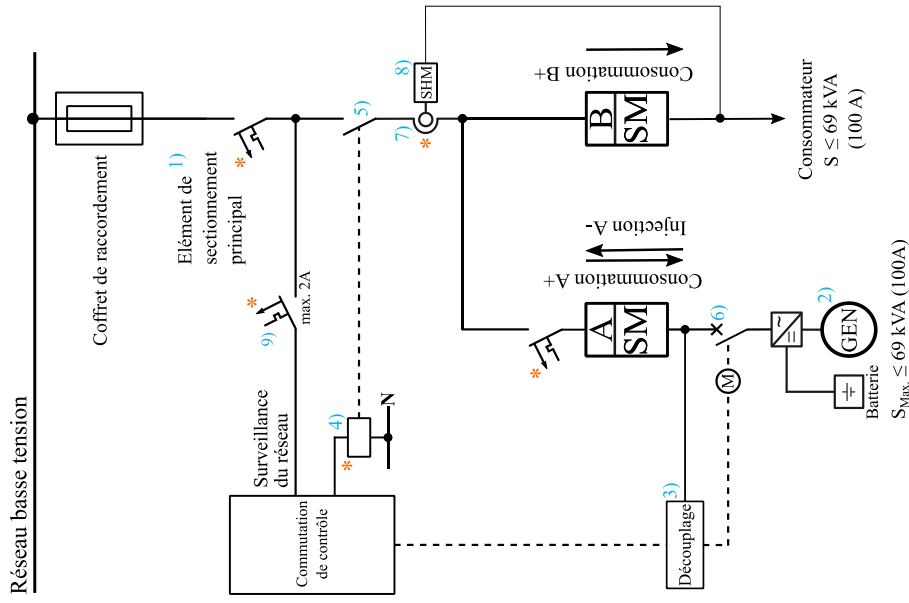 Réseau basse tension
Coffret de raccordement
1)
Elément de
sectionnement
principal
*
5)
7)
*
8)
SHM
9)
*
max. 2A
Surveillance
du réseau
4)
*
N
Commutation
de contrôle
B
SM
Consommation B+
Consommateur
S ≤ 69 kVA
(100 A)
*
A
SM
Consommation A+
Injection A-
6)
M
3)
Découplage
~
=
2)
GEN
Batterie
S Max. ≤ 69 kVA (100A)